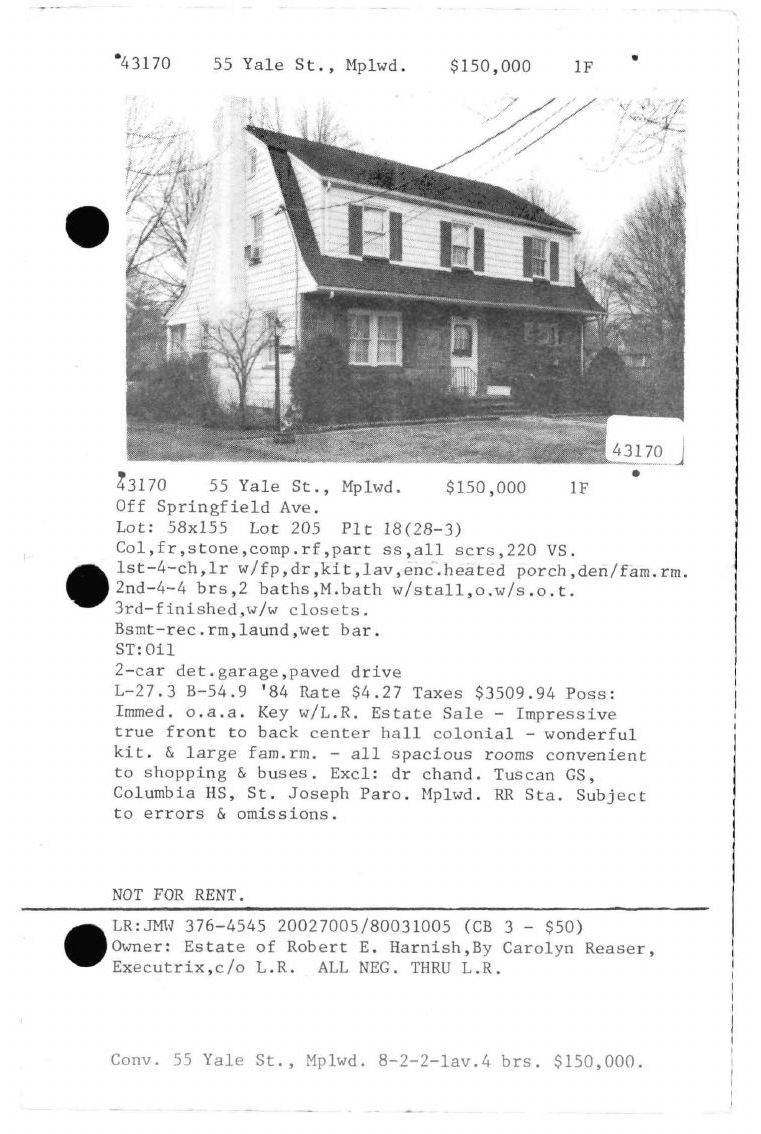 43170 55 Yale St., Mplwd. $150,000 1F
43170
43170 55 Yale St., Mplwd. $150,000 1F
Off Springfield Ave.
Lot: 58x155 Lot 205 Plt 18(28-3)
Col,fr,stone,comp.rf,part ss,all scrs,220 VS.
1st-4-ch,lr w/fp,dr,kit,lav,enc.heated porch,den/fam.rm.
2nd-4-4 brs,2 baths,M.bath w/stall,o.w/s.o.t.
3rd-finished,w/w closets.
Bsmt-rec.rm,laund,wet bar.
ST:Oil
2-car det.garage,paved drive
L-27.3 B-54.9 '84 Rate $4.27 Taxes $3509.94 Poss:
Immed. o.a.a. Key w/L.R. Estate Sale - Impressive
true front to back center hall colonial - wonderful
kit. & large fam.rm. - all spacious rooms convenient
to shopping & buses. Excl: dr chand. Tuscan GS,
Columbia HS, St. Joseph Paro. Mplwd. RR Sta. Subject
to errors & omissions.
NOT FOR RENT.
LR:JMW 376-4545 20027005/80031005 (CB 3 - $50)
Owner: Estate of Robert E. Harnish,By Carolyn Reaser,
Executrix,c/o L.R. ALL NEG. THRU L.R.
Conv. 55 Yale St., Mplwd. 8-2-2-lav.4 brs. $150,000.